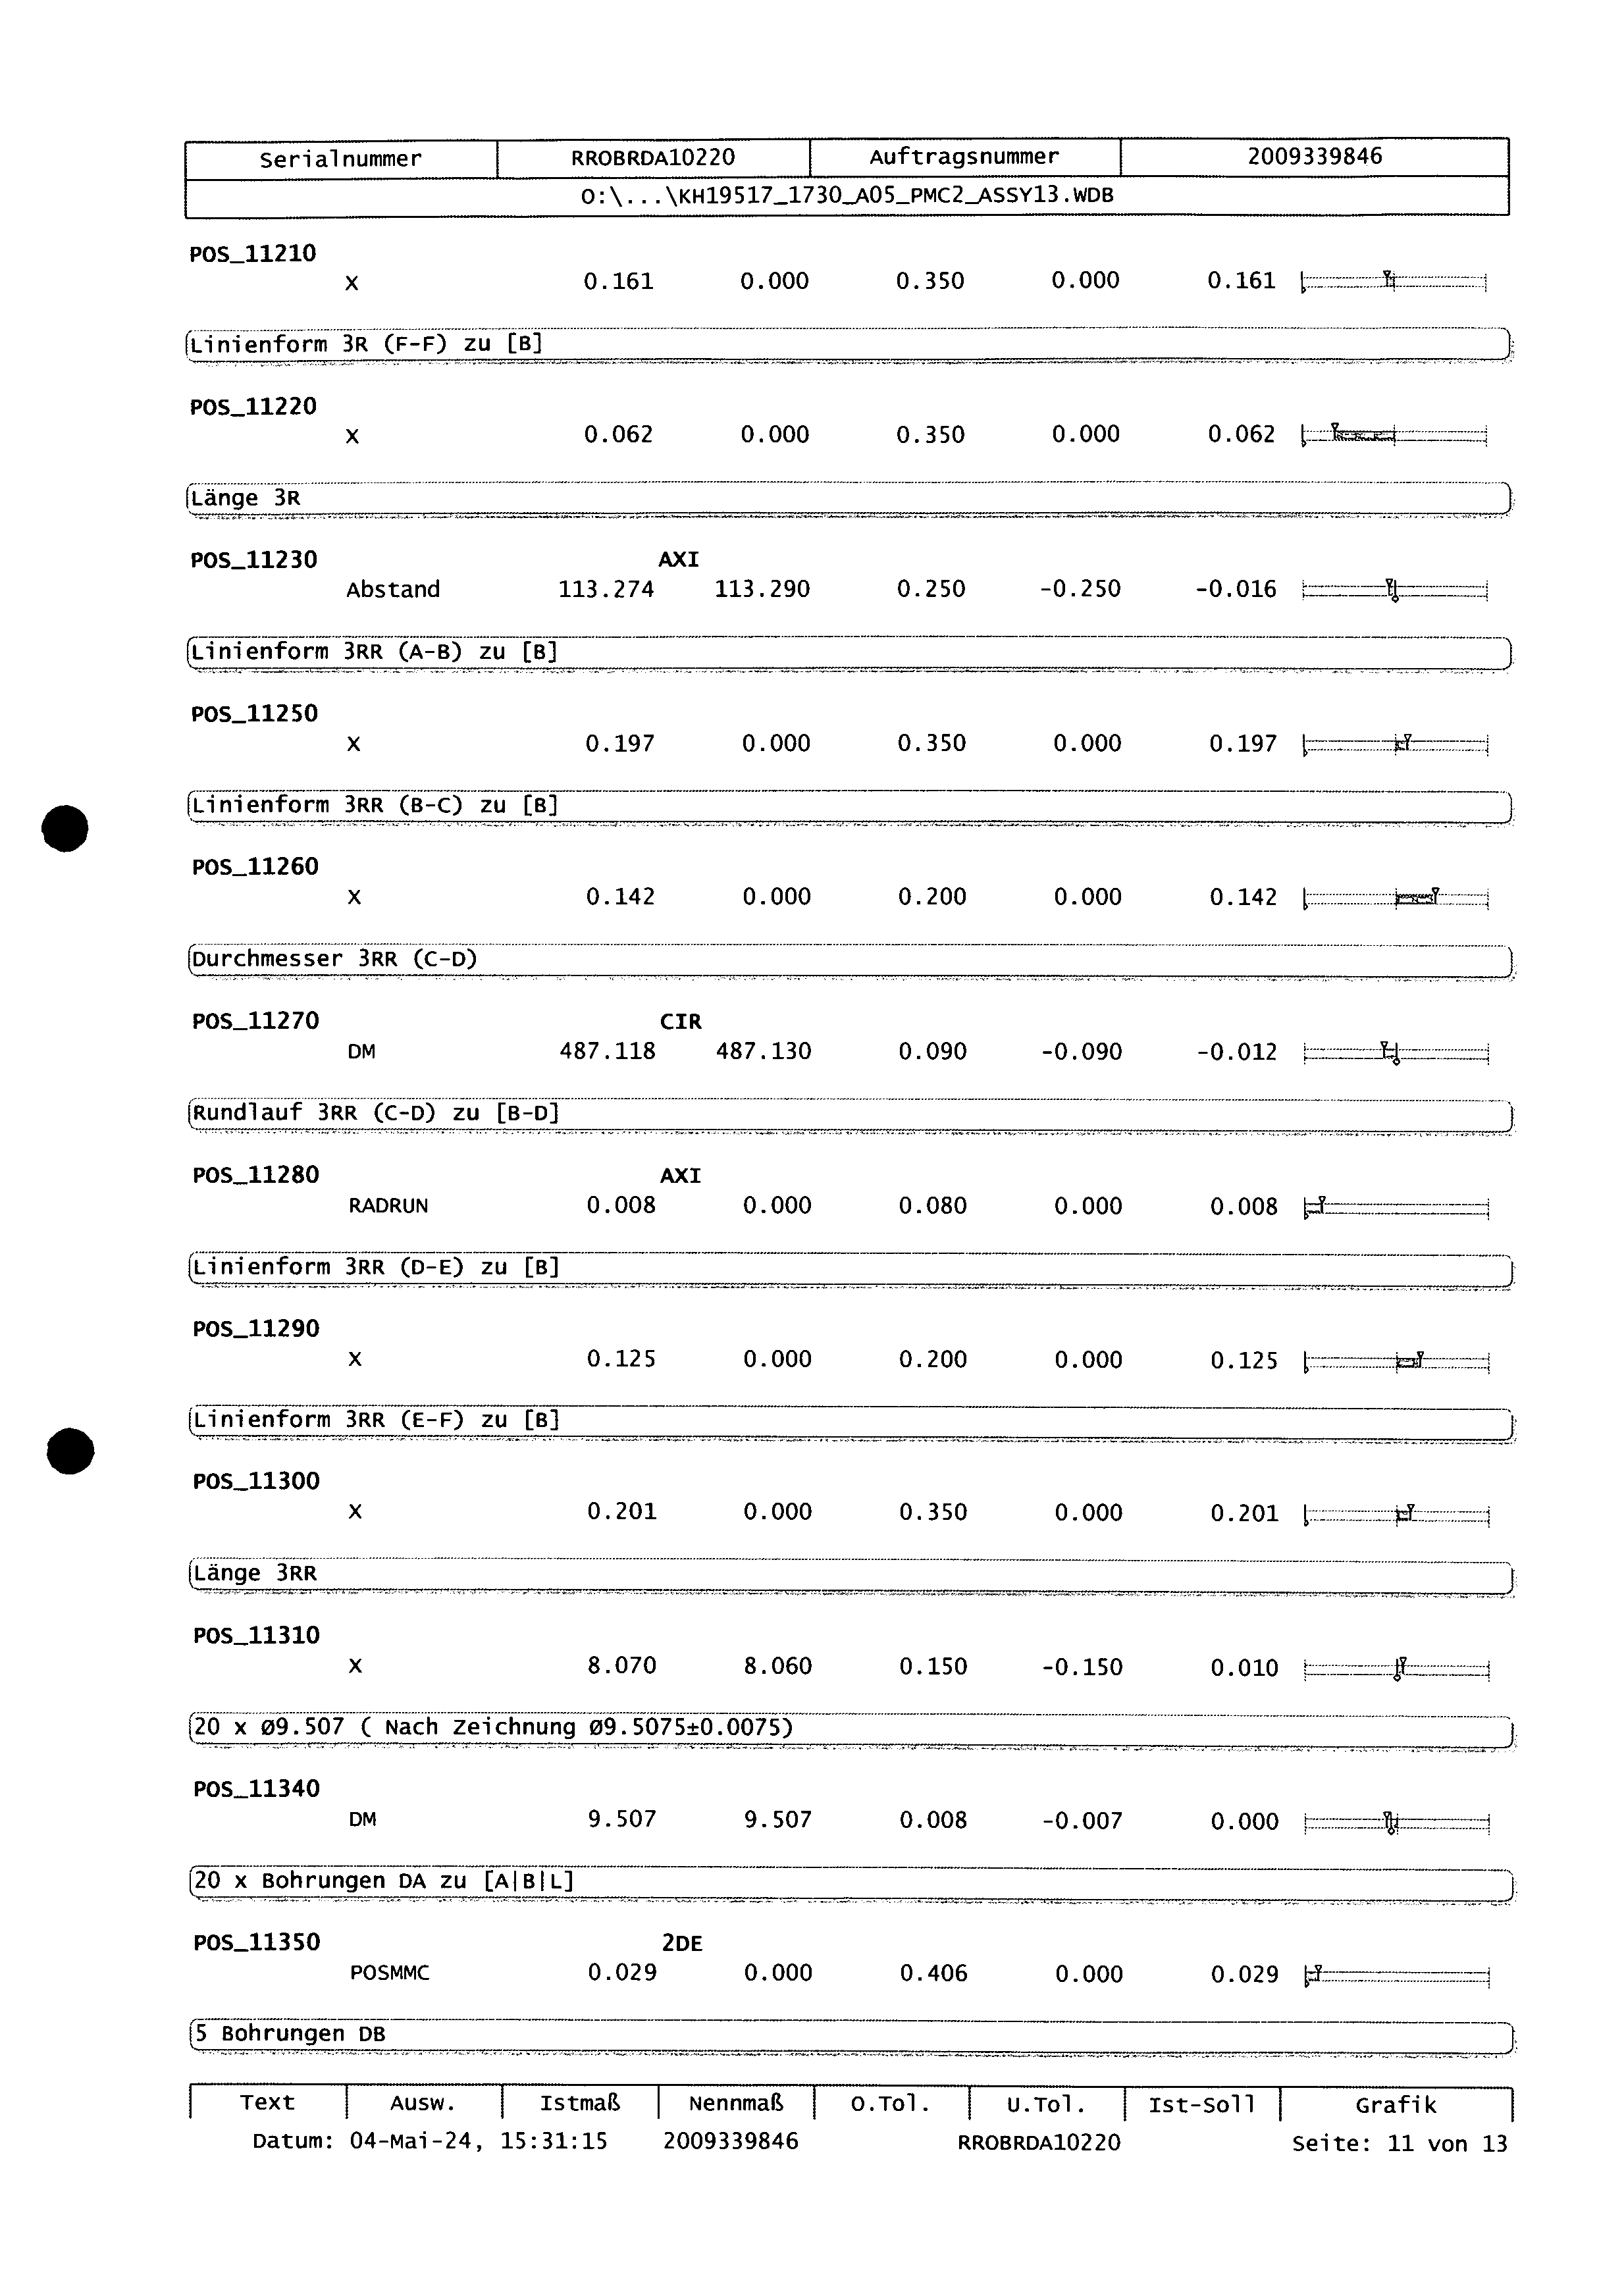 Serialnummer RROBRDA10220 Auftragsnummer 2009339846
O:\...\KH19517_1730_A05_PMC2_ASSY13.WDB
POS_11210
X 0.161 0.000 0.350 0.000 0.161
Linienform 3R (F-F) zu [B]
POS_11220
X 0.062 0.000 0.350 0.000 0.062
Länge 3R
POS_11230 AXI
Abstand 113.274 113.290 0.250 -0.250 -0.016
Linienform 3RR (A-B) zu [B]
POS_11250
X 0.197 0.000 0.350 0.000 0.197
Linienform 3RR (B-C) zu [B]
POS_11260
X 0.142 0.000 0.200 0.000 0.142
Durchmesser 3RR (C-D)
POS_11270 CIR
DM 487.118 487.130 0.090 -0.090 -0.012
Rundlauf 3RR (C-D) zu [B-D]
POS_11280 AXI
RADRUN 0.008 0.000 0.080 0.000 0.008
Linienform 3RR (D-E) zu [B]
POS_11290
X 0.125 0.000 0.200 0.000 0.125
Linienform 3RR (E-F) zu [B]
POS_11300
X 0.201 0.000 0.350 0.000 0.201
Länge 3RR
POS_11310
X 8.070 8.060 0.150 -0.150 0.010
20 x Ø9.507 ( Nach Zeichnung Ø9.5075±0.0075)
POS_11340
DM 9.507 9.507 0.008 -0.007 0.000
20 x Bohrungen DA zu [A|B|L]
POS_11350 2DE
POSMMC 0.029 0.000 0.406 0.000 0.029
5 Bohrungen DB
Text Ausw. Istmaß Nennmaß O.Tol. U.Tol. Ist-Soll Grafik
Datum: 04-Mai-24, 15:31:15 2009339846 RROBRDA10220 Seite: 11 von 13